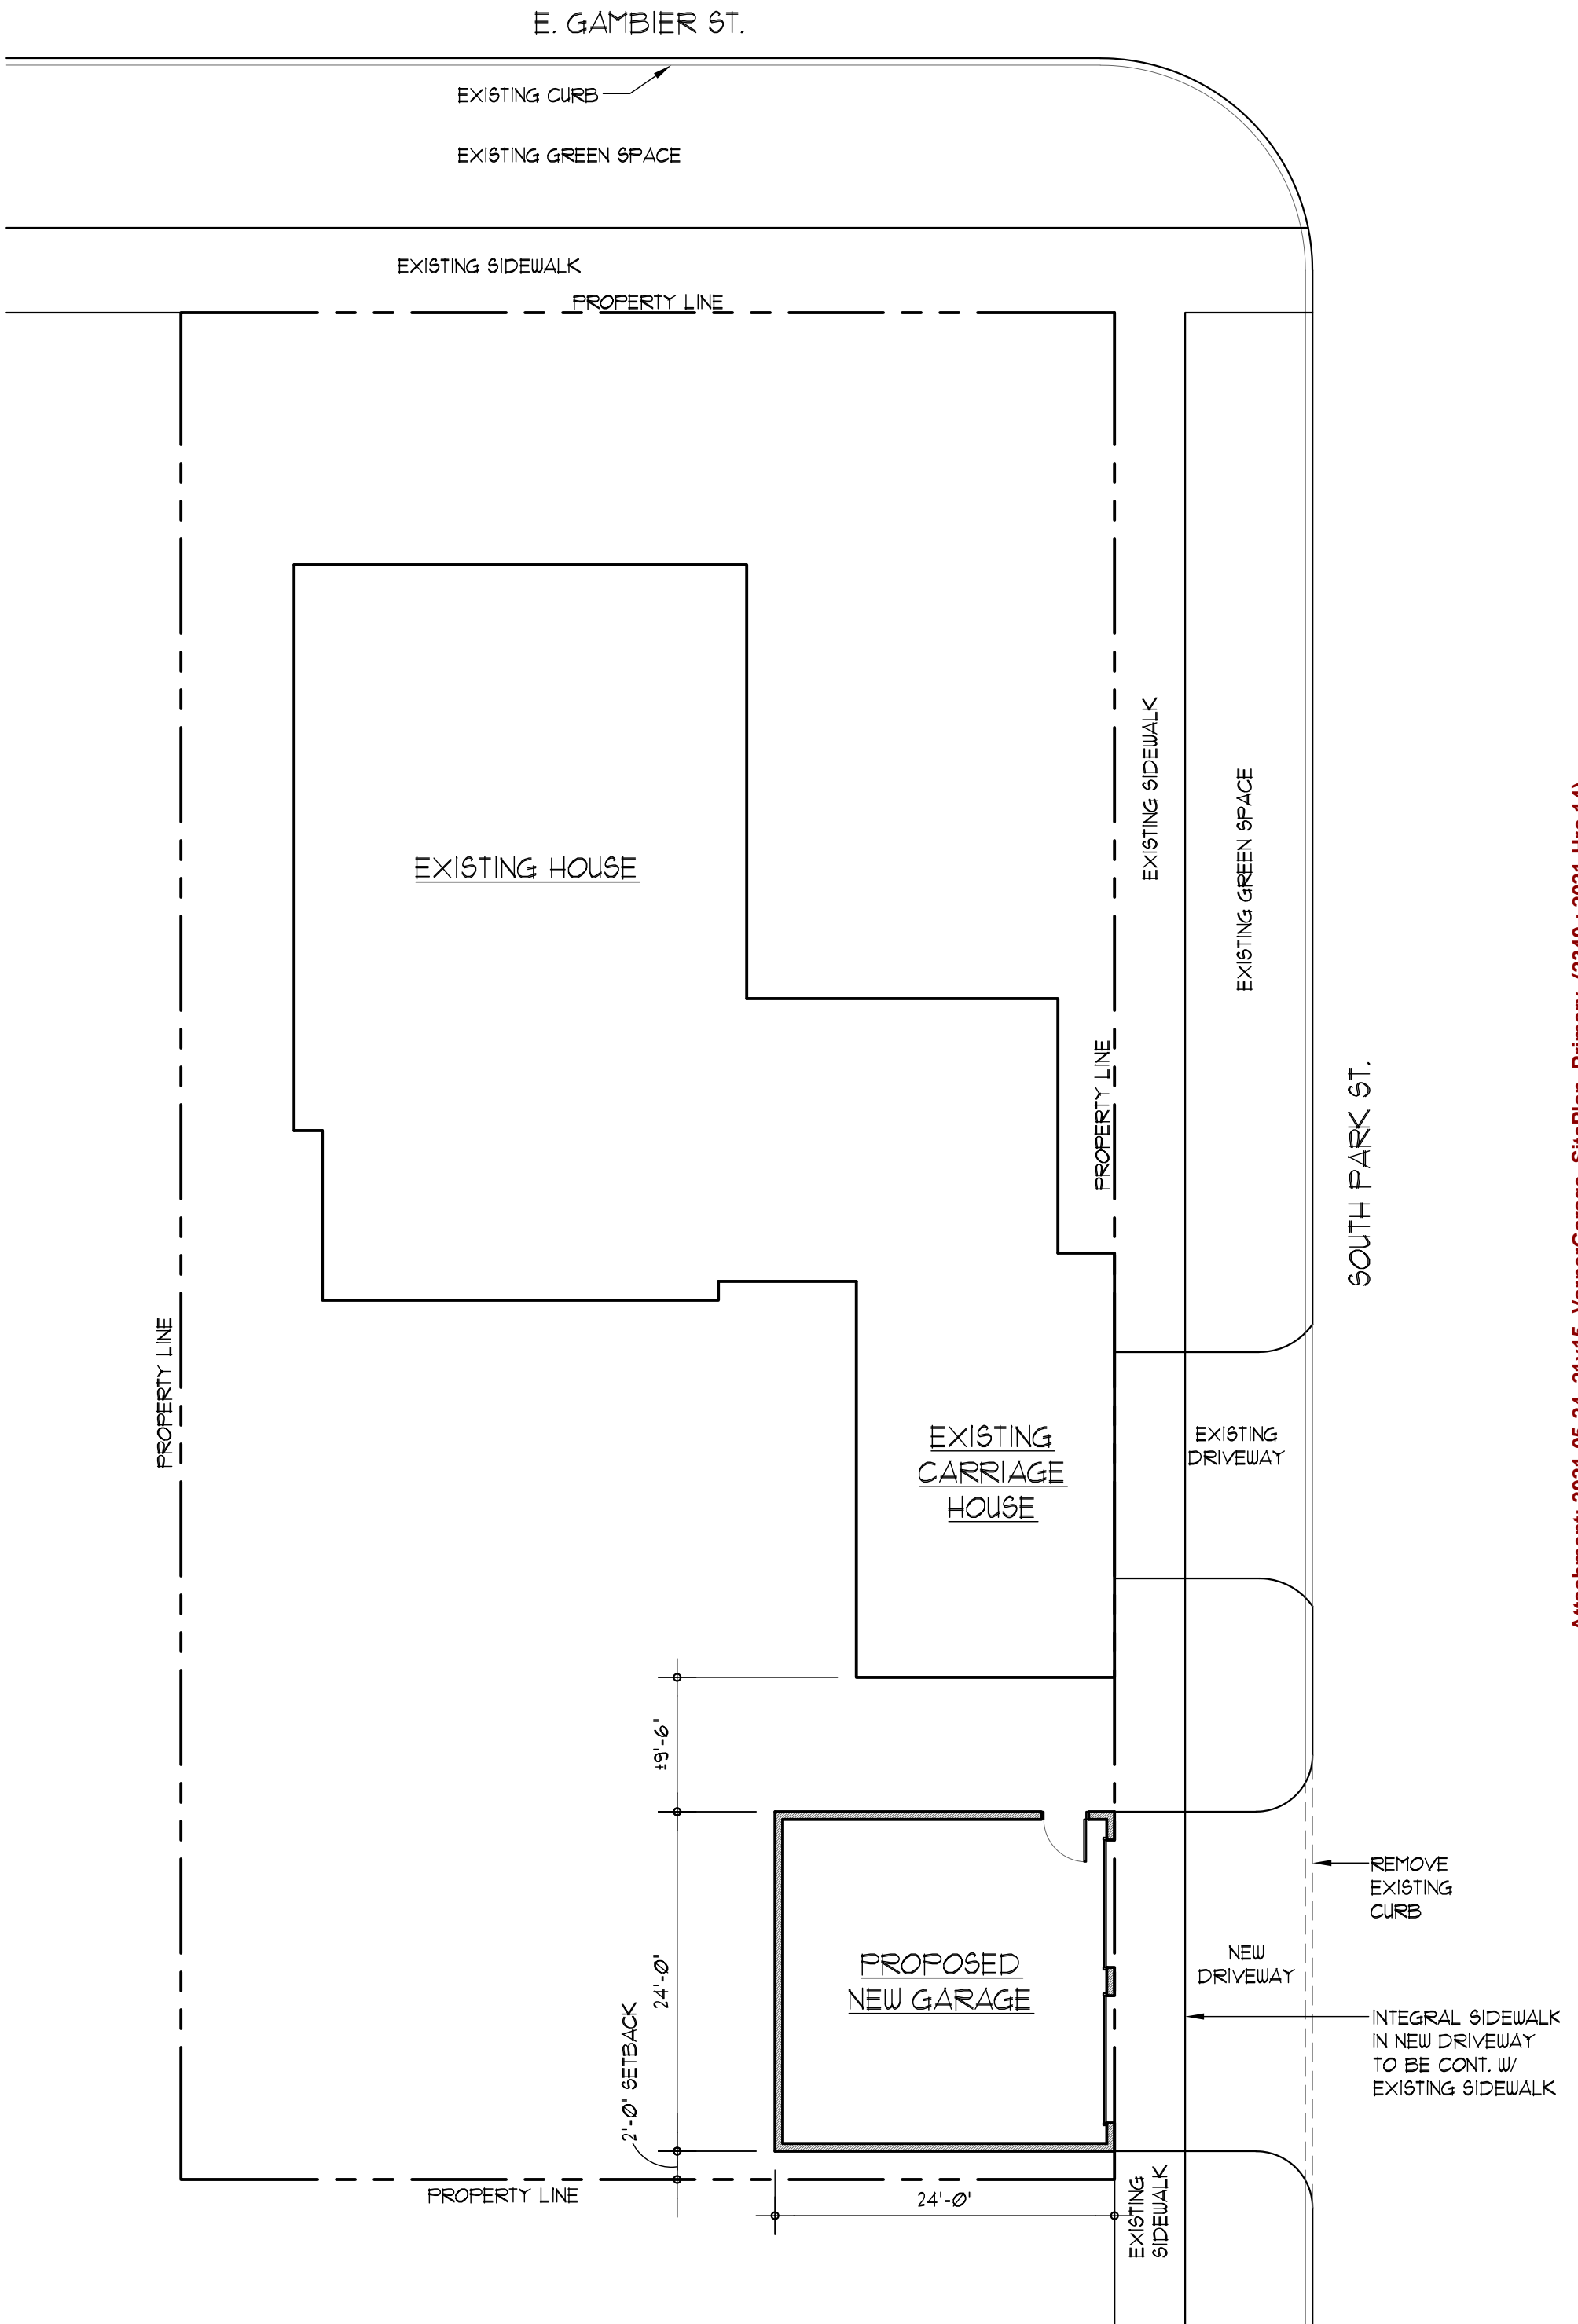 E. GAMBIER ST.
EXISTING CURB
EXISTING GREEN SPACE
EXISTING SIDEWALK
PROPERTY LINE
EXISTING SIDEWALK
EXISTING GREEN SPACE
EXISTING HOUSE
PROPERTY LINE
SOUTH PARK ST.
PROPERTY LINE
EXISTING
CARRIAGE
HOUSE
EXISTING
DRIVEWAY
±9'-6"
24'-0"
2'-0" SETBACK
PROPOSED
NEW GARAGE
NEW
DRIVEWAY
REMOVE
EXISTING
CURB
INTEGRAL SIDEWALK
IN NEW DRIVEWAY
TO BE CONT. W/
EXISTING SIDEWALK
PROPERTY LINE
24'-0"
EXISTING
SIDEWALK